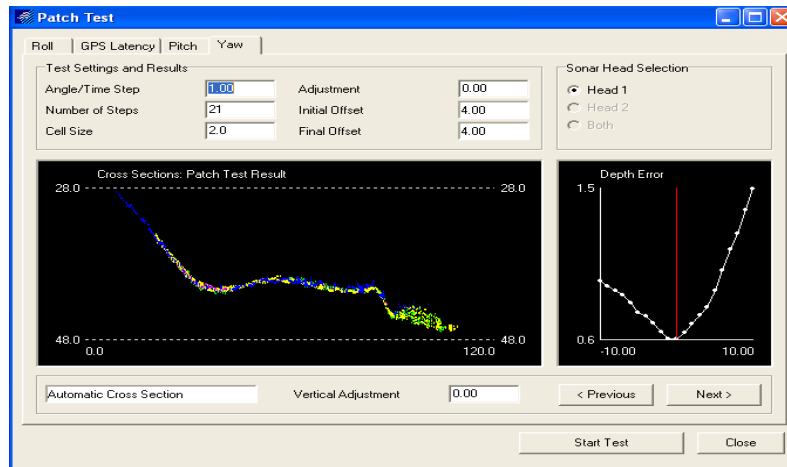 Patch Test
Roll GPS Latency Pitch Yaw
Test Settings and Results
Angle/Time Step 1.00 Adjustment 0.00
Number of Steps 21 Initial Offset 4.00
Cell Size 2.0 Final Offset 4.00
Sonar Head Selection
Head 1
Head 2
Both
Cross Sections: Patch Test Result
28.0 28.0
48.0 48.0
0.0 120.0
Depth Error
1.5
0.6
-10.00 10.00
Automatic Cross Section Vertical Adjustment 0.00 < Previous Next >
Start Test Close